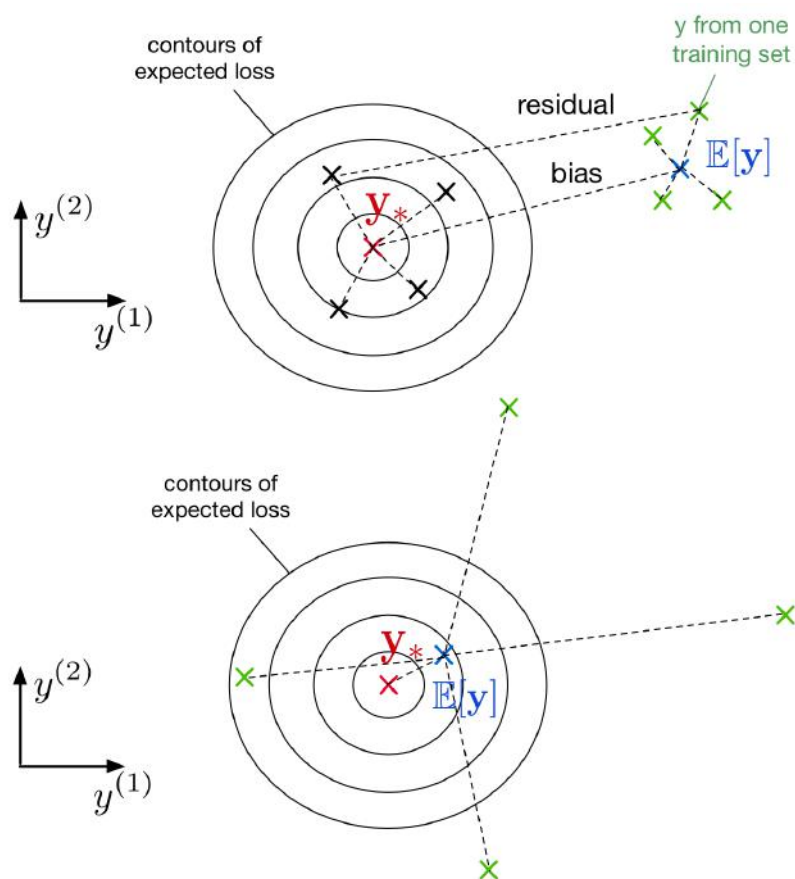 contours of
expected loss
y from one
training set
residual
𝔼[y]
bias
y∗
y⁽²⁾
y⁽¹⁾
contours of
expected loss
y∗
𝔼[y]
y⁽²⁾
y⁽¹⁾